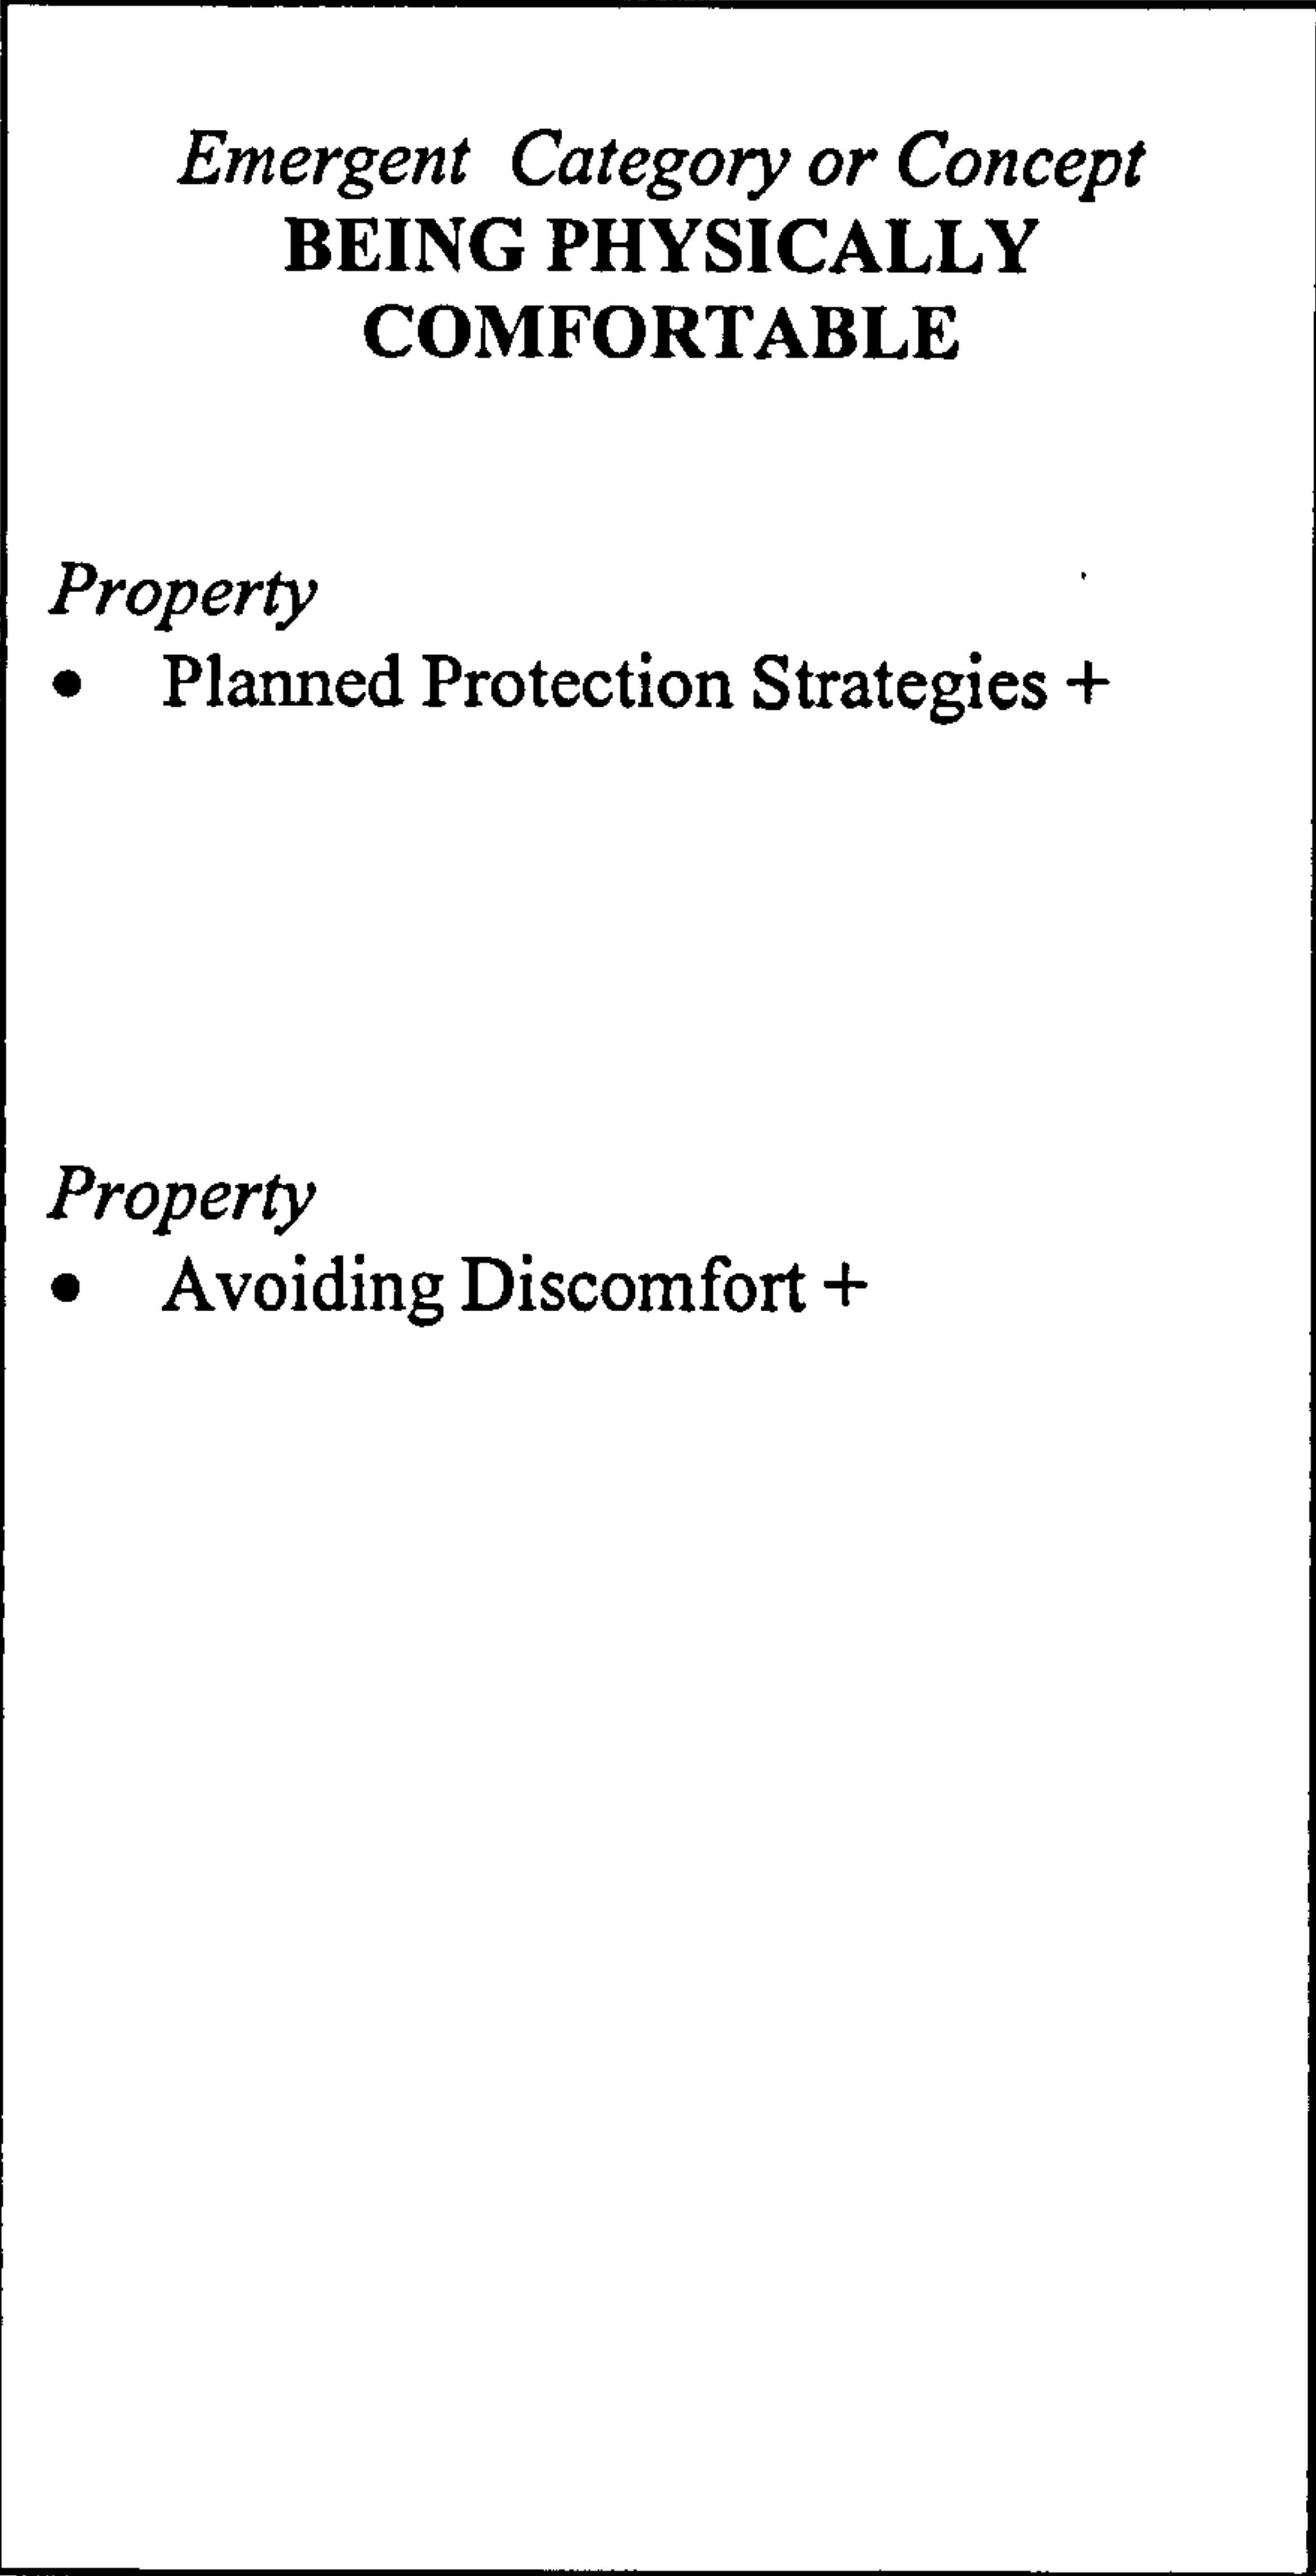 Emergent Category or Concept
BEING PHYSICALLY
COMFORTABLE
Property
• Planned Protection Strategies +
Property
• Avoiding Discomfort +